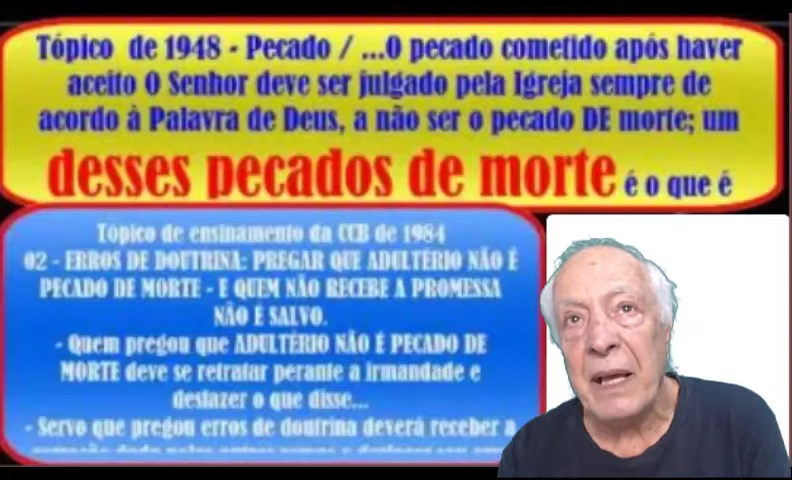 Tópico de 1948 - Pecado / ...O pecado cometido após haver
aceito O Senhor deve ser julgado pela Igreja sempre de
acordo à Palavra de Deus, a não ser o pecado DE morte; um
desses pecados de morte é o que é
Tópico de ensinamento da CCB de 1984
02 - ERROS DE DOUTRINA: PREGAR QUE ADULTÉRIO NÃO É
PECADO DE MORTE - E QUEM NÃO RECEBE A PROMESSA
NÃO É SALVO.
- Quem pregou que ADULTÉRIO NÃO É PECADO DE
MORTE deve se retratar perante a irmandade e
desfazer o que disse...
- Servo que pregou erros de doutrina deverá receber a